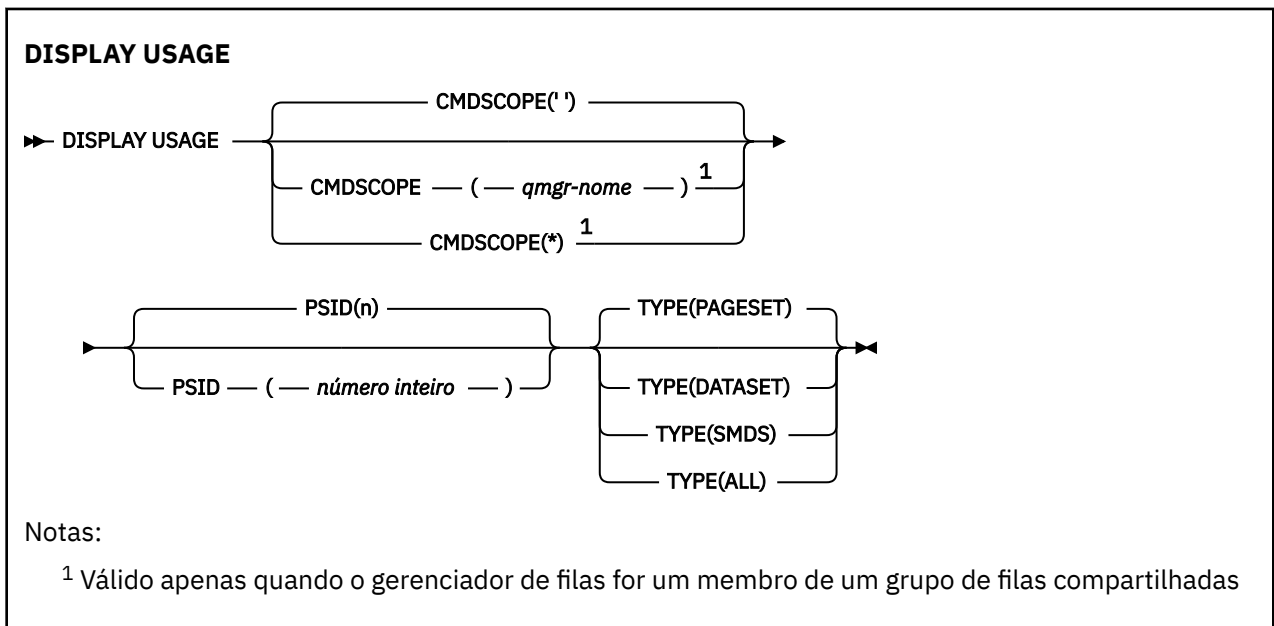 DISPLAY USAGE
CMDSCOPE(' ')
DISPLAY USAGE
CMDSCOPE ( qmgr-nome ) 1
CMDSCOPE(*) 1
PSID(n)
PSID ( número inteiro )
TYPE(PAGESET)
TYPE(DATASET)
TYPE(SMDS)
TYPE(ALL)
Notas:
1 Válido apenas quando o gerenciador de filas for um membro de um grupo de filas compartilhadas